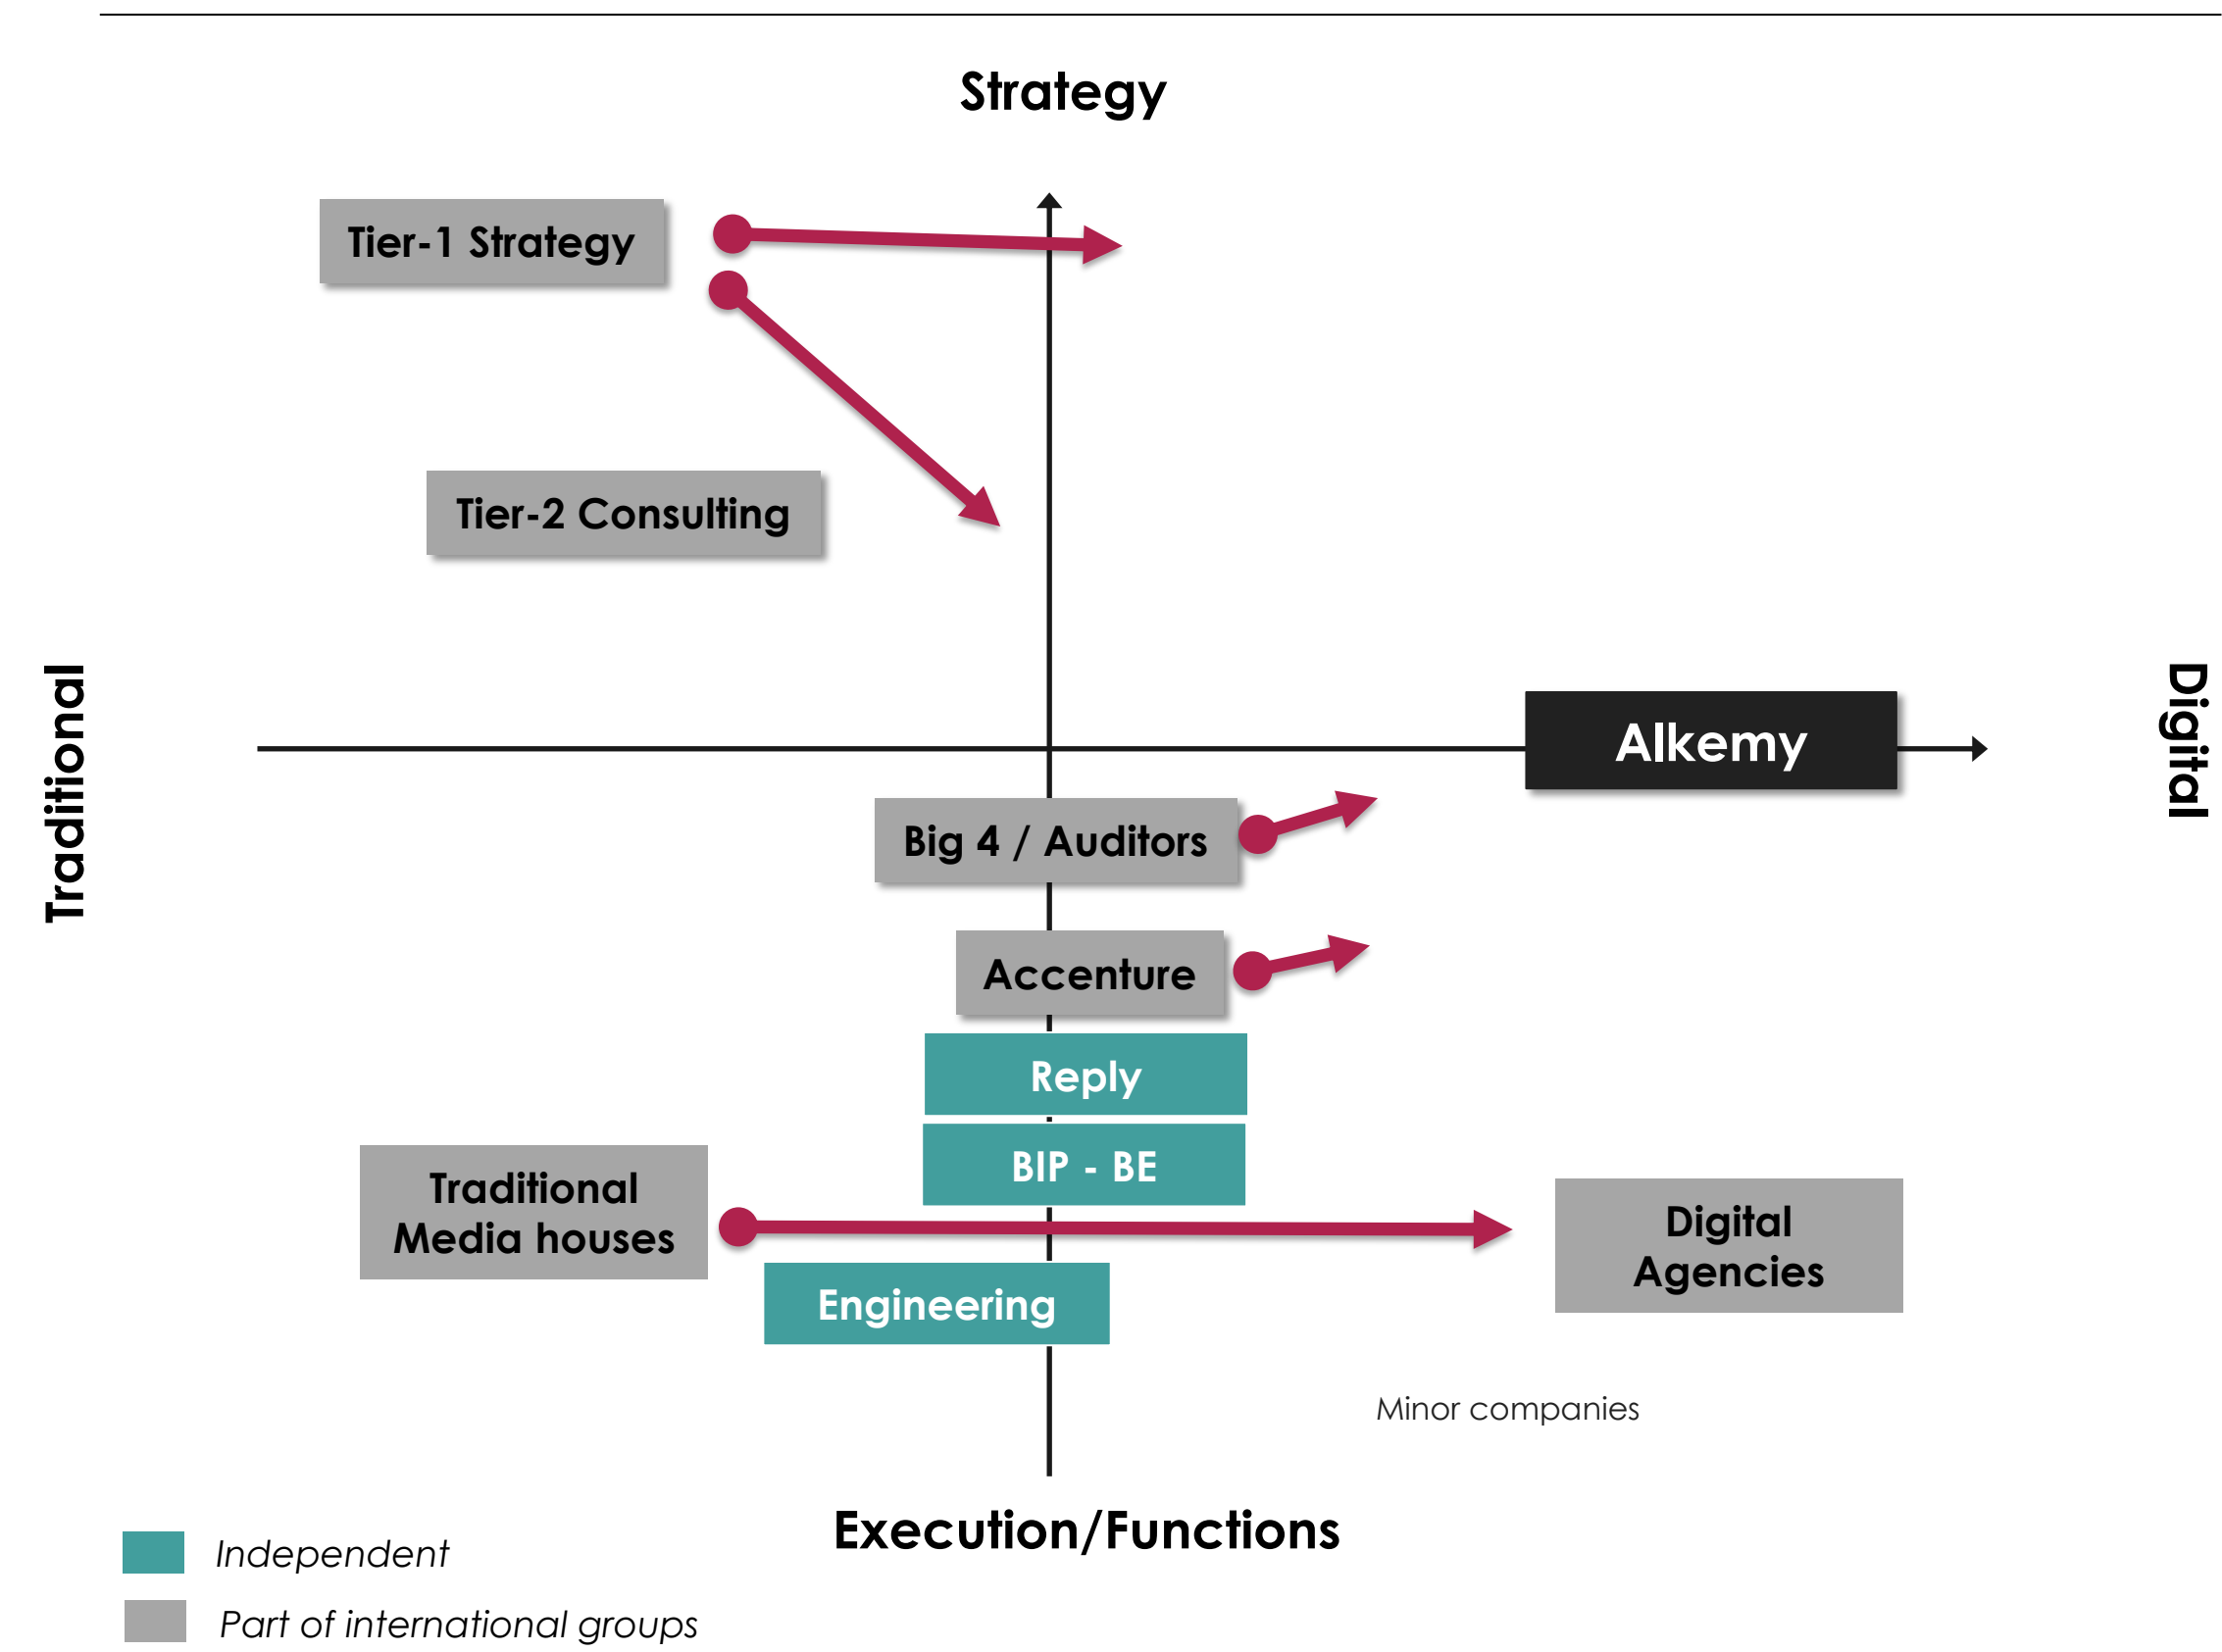 Strategy
Tier-1 Strategy
Tier-2 Consulting
Traditional
Digital
Alkemy
Big 4 / Auditors
Accenture
Reply
BIP - BE
Traditional
Media houses
Digital
Agencies
Engineering
Minor companies
Execution/Functions
Independent
Part of international groups